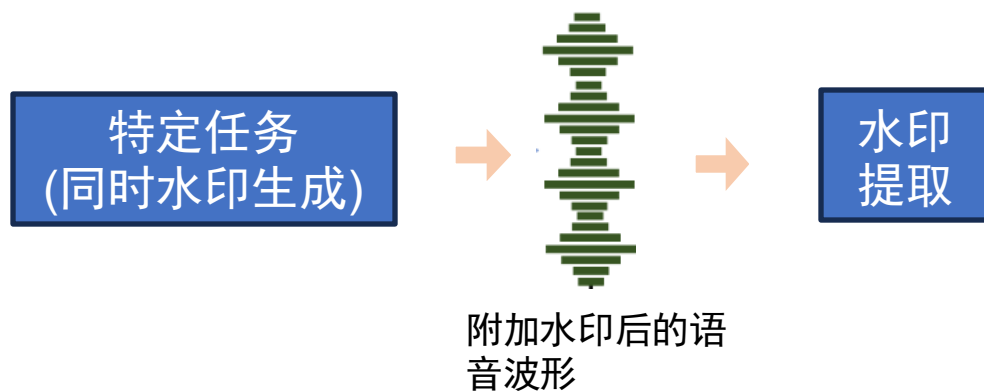 特定任务
(同时水印生成)
水印
提取
附加水印后的语
音波形